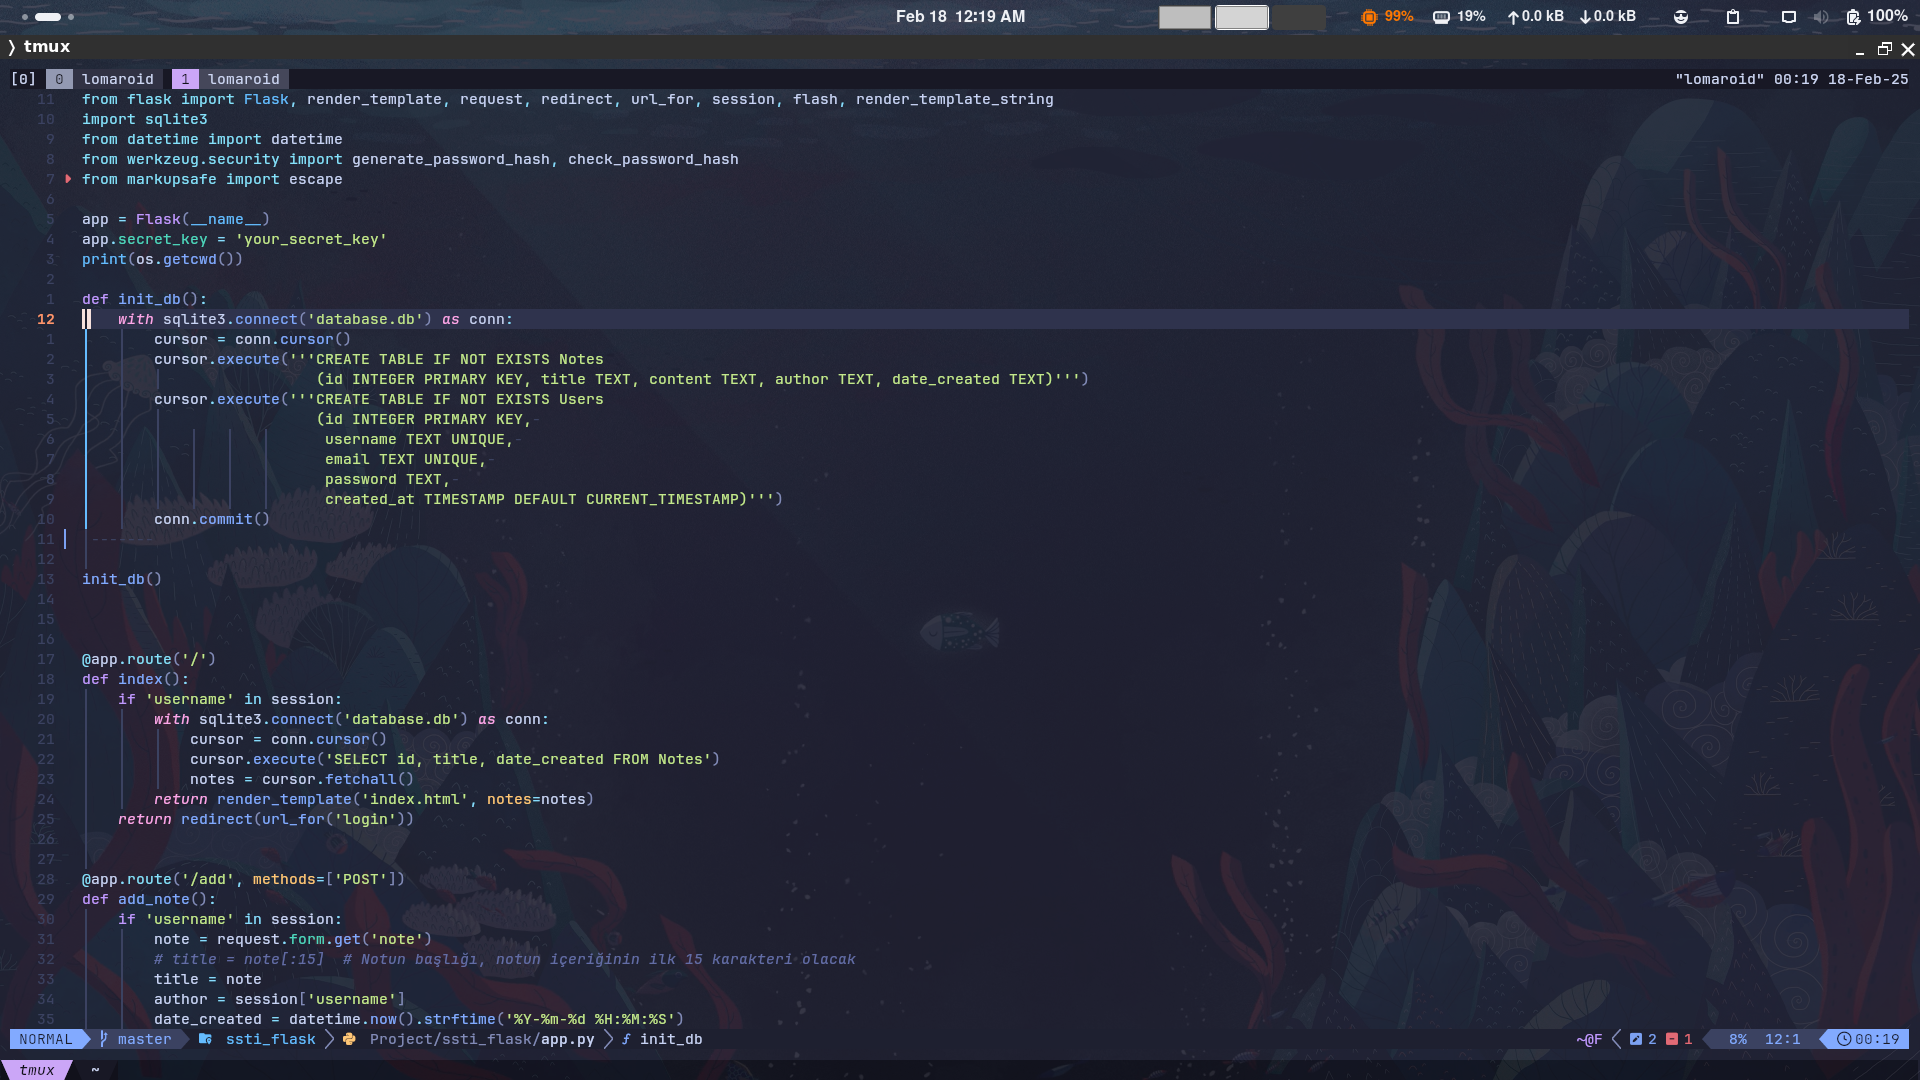 Feb 18 12:19 AM
99% 19% 0.0 kB 0.0 kB 100%
tmux
[0] 0 lomaroid 1 lomaroid "lomaroid" 00:19 18-Feb-25
11 from flask import Flask, render_template, request, redirect, url_for, session, flash, render_template_string
10 import sqlite3
9 from datetime import datetime
8 from werkzeug.security import generate_password_hash, check_password_hash
7 from markupsafe import escape
6
5 app = Flask(__name__)
4 app.secret_key = 'your_secret_key'
3 print(os.getcwd())
2
1 def init_db():
12 with sqlite3.connect('database.db') as conn:
1 cursor = conn.cursor()
2 cursor.execute('''CREATE TABLE IF NOT EXISTS Notes
3 (id INTEGER PRIMARY KEY, title TEXT, content TEXT, author TEXT, date_created TEXT)''')
4 cursor.execute('''CREATE TABLE IF NOT EXISTS Users
5 (id INTEGER PRIMARY KEY,-
6 username TEXT UNIQUE,-
7 email TEXT UNIQUE,-
8 password TEXT,-
9 created_at TIMESTAMP DEFAULT CURRENT_TIMESTAMP)''')
10 conn.commit()
11 -------
12
13 init_db()
14
15
16
17 @app.route('/')
18 def index():
19 if 'username' in session:
20 with sqlite3.connect('database.db') as conn:
21 cursor = conn.cursor()
22 cursor.execute('SELECT id, title, date_created FROM Notes')
23 notes = cursor.fetchall()
24 return render_template('index.html', notes=notes)
25 return redirect(url_for('login'))
26
27
28 @app.route('/add', methods=['POST'])
29 def add_note():
30 if 'username' in session:
31 note = request.form.get('note')
32 # title = note[:15] # Notun başlığı, notun içeriğinin ilk 15 karakteri olacak
33 title = note
34 author = session['username']
35 date_created = datetime.now().strftime('%Y-%m-%d %H:%M:%S')
NORMAL master ssti_flask Project/ssti_flask/app.py init_db ~@F 2 1 8% 12:1 00:19
tmux ~